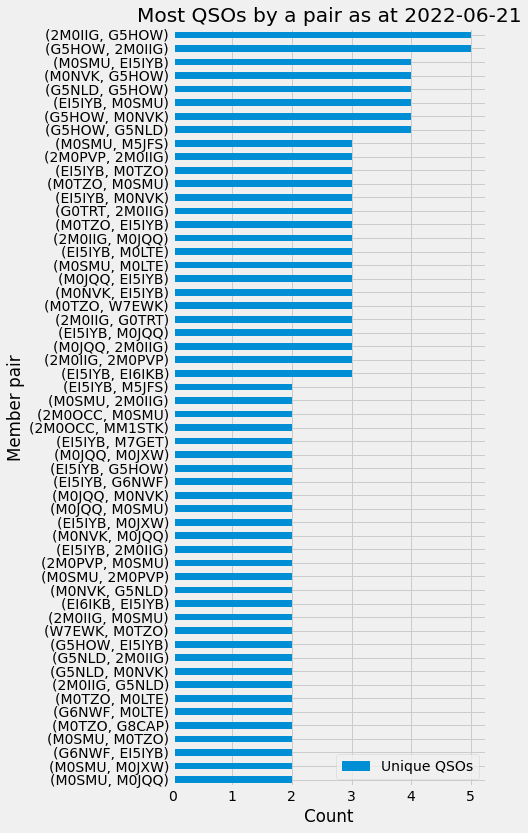 Most QSOs by a pair as at 2022-06-21
(2M0IIG, G5HOW)
(G5HOW, 2M0IIG)
(M0SMU, EI5IYB)
(M0NVK, G5HOW)
(G5NLD, G5HOW)
(EI5IYB, M0SMU)
(G5HOW, M0NVK)
(G5HOW, G5NLD)
(M0SMU, M5JFS)
(2M0PVP, 2M0IIG)
(EI5IYB, M0TZO)
(M0TZO, M0SMU)
(EI5IYB, M0NVK)
(G0TRT, 2M0IIG)
(M0TZO, EI5IYB)
(2M0IIG, M0JQQ)
(EI5IYB, M0LTE)
(M0SMU, M0LTE)
(M0JQQ, EI5IYB)
(M0NVK, EI5IYB)
(M0TZO, W7EWK)
(2M0IIG, G0TRT)
(EI5IYB, M0JQQ)
(M0JQQ, 2M0IIG)
(2M0IIG, 2M0PVP)
(EI5IYB, EI6IKB)
(EI5IYB, M5JFS)
(M0SMU, 2M0IIG)
(2M0OCC, M0SMU)
(2M0OCC, MM1STK)
(EI5IYB, M7GET)
(M0JQQ, M0JXW)
(EI5IYB, G5HOW)
(EI5IYB, G6NWF)
(M0JQQ, M0NVK)
(M0JQQ, M0SMU)
(EI5IYB, M0JXW)
(M0NVK, M0JQQ)
(EI5IYB, 2M0IIG)
(2M0PVP, M0SMU)
(M0SMU, 2M0PVP)
(M0NVK, G5NLD)
(EI6IKB, EI5IYB)
(2M0IIG, M0SMU)
(W7EWK, M0TZO)
(G5HOW, EI5IYB)
(G5NLD, 2M0IIG)
(G5NLD, M0NVK)
(2M0IIG, G5NLD)
(M0TZO, M0LTE)
(G6NWF, M0LTE)
(M0TZO, G8CAP)
(M0SMU, M0TZO)
(G6NWF, EI5IYB)
(M0SMU, M0JXW)
(M0SMU, M0JQQ)
Member pair
Unique QSOs
0 1 2 3 4 5
Count